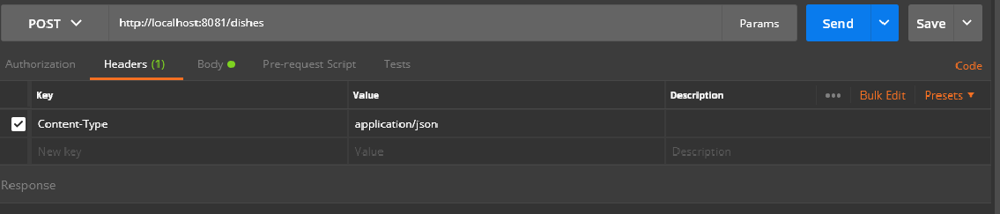 POST http://localhost:8081/dishes Params Send Save
Authorization Headers (1) Body Pre-request Script Tests Code
Key Value Description Bulk Edit Presets
Content-Type application/json
New key Value Description
Response